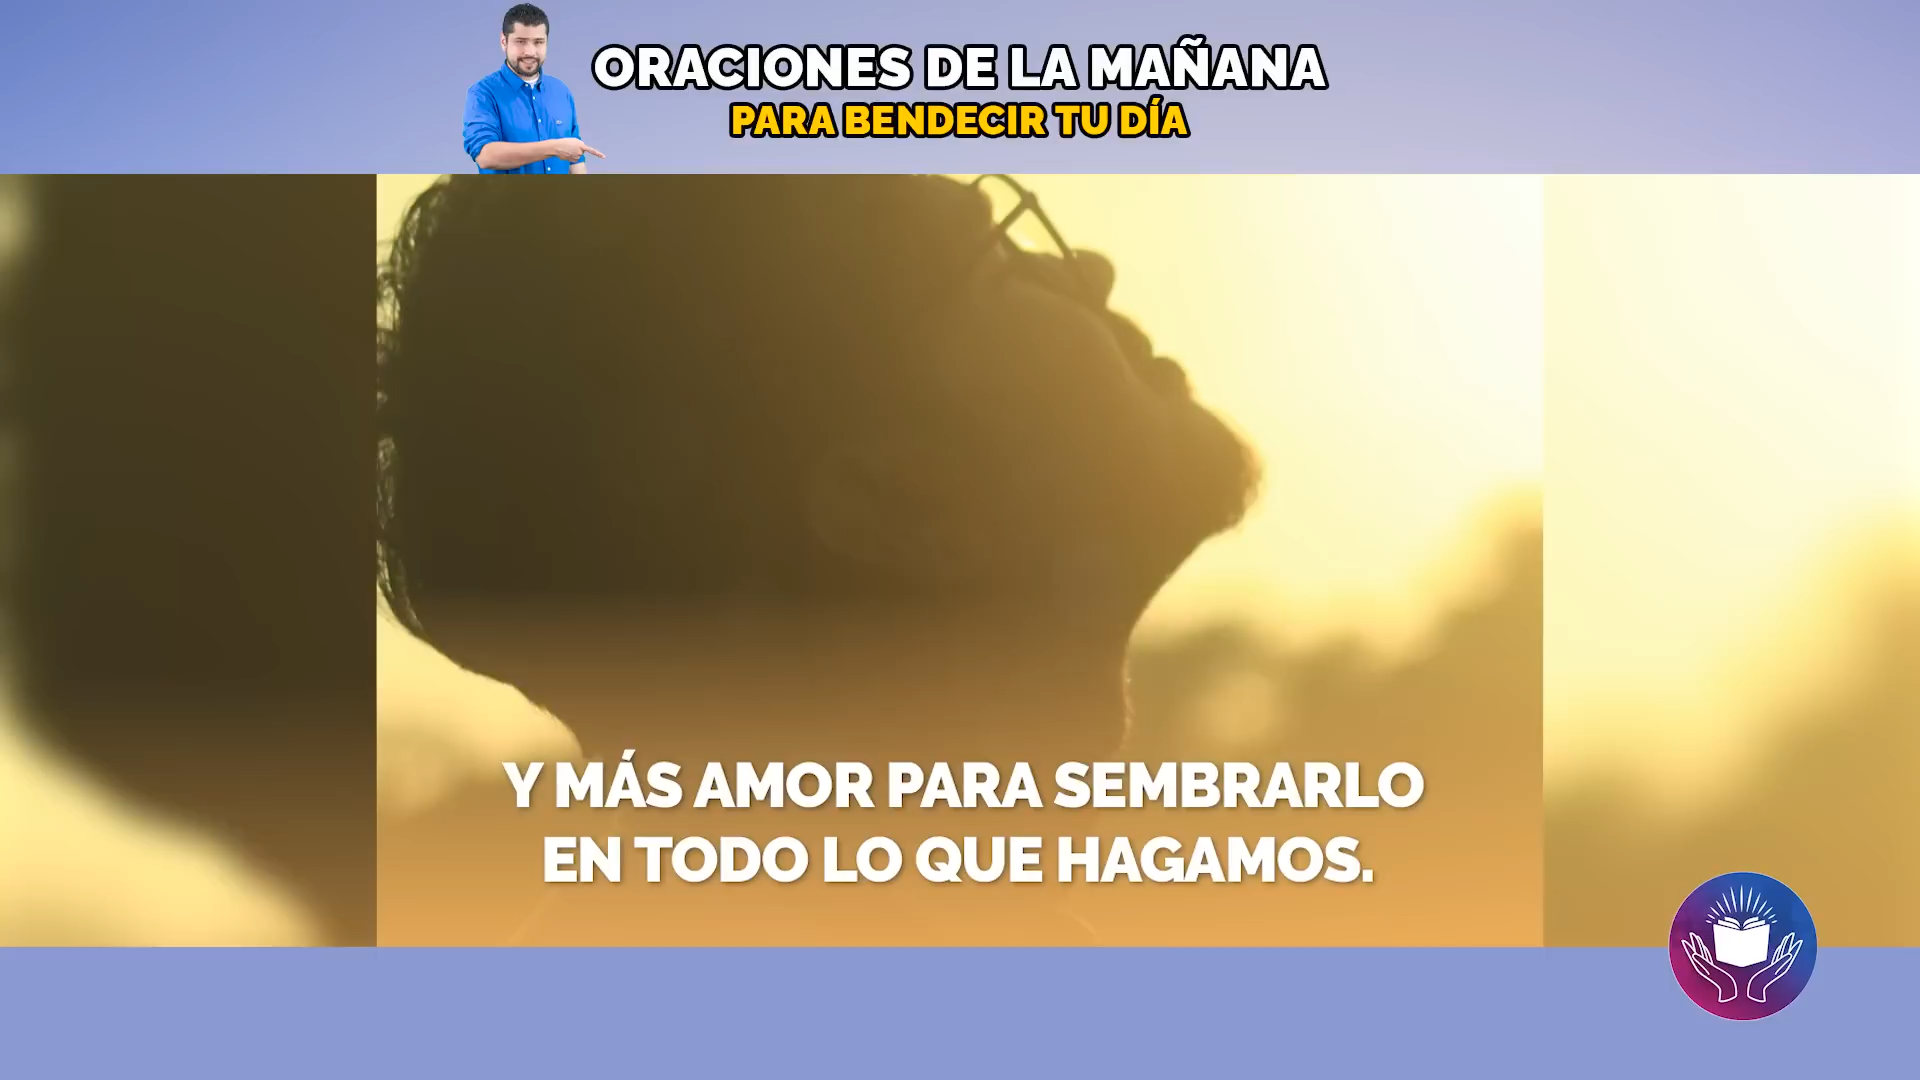 ORACIONES DE LA MAÑANA
PARA BENDECIR TU DÍA
Y MÁS AMOR PARA SEMBRARLO
EN TODO LO QUE HAGAMOS.